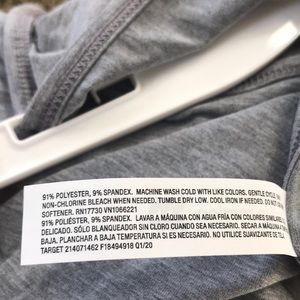 91% POLYESTER, 9% SPANDEX. MACHINE WASH COLD WITH LIKE COLORS. GENTLE CYCLE.
NON-CHLORINE BLEACH WHEN NEEDED. TUMBLE DRY LOW. COOL IRON IF NEEDED. DO NOT
SOFTENER. RN17730 VN1066221
91% POLIÉSTER, 9% SPANDEX. LAVAR A MÁQUINA CON AGUA FRÍA CON COLORES SIMILARES.
DELICADO. SÓLO BLANQUEADOR SIN CLORO CUANDO SEA NECESARIO. SECAR A MÁQUINA A
BAJA. PLANCHAR A BAJA TEMPERATURA SI ES NECESARIO. NO UTILICE SUAVIZANTE DE
TARGET 214071462 F18494918 Q1/20